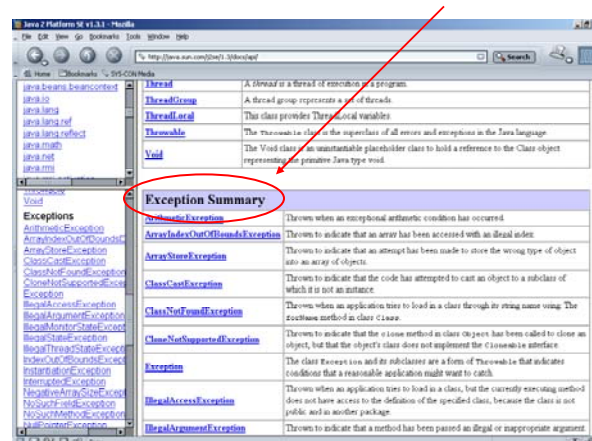 Java 2 Platform SE v1.3.1 - Mozilla
File Edit View Go Bookmarks Tools Window Help
http://java.sun.com/j2se/1.3/docs/api/
Search
Home Bookmarks SYS-CON Media
java.beans.beancontext
java.io
java.lang
java.lang.ref
java.lang.reflect
java.math
java.net
java.rmi
Void
Exceptions
ArithmeticException
ArrayIndexOutOfBoundsE
ArrayStoreException
ClassCastException
ClassNotFoundException
CloneNotSupportedExcep
Exception
IllegalAccessException
IllegalArgumentException
IllegalMonitorStateExcept
IllegalStateException
IllegalThreadStateExcepti
IndexOutOfBoundsExcept
InstantiationException
InterruptedException
NegativeArraySizeExcept
NoSuchFieldException
NoSuchMethodException
NullPointerException
Thread A thread is a thread of execution in a program.
ThreadGroup A thread group represents a set of threads.
ThreadLocal This class provides ThreadLocal variables
Throwable The Throwable class is the superclass of all errors and exceptions in the Java language.
Void The Void class is an uninstantiable placeholder class to hold a reference to the Class object
representing the primitive Java type void.
Exception Summary
ArithmeticException Thrown when an exceptional arithmetic condition has occurred.
ArrayIndexOutOfBoundsException Thrown to indicate that an array has been accessed with an illegal index.
ArrayStoreException Thrown to indicate that an attempt has been made to store the wrong type of object
into an array of objects.
ClassCastException Thrown to indicate that the code has attempted to cast an object to a subclass of
which it is not an instance.
ClassNotFoundException Thrown when an application tries to load in a class through its string name using: The
forName method in class Class.
CloneNotSupportedException Thrown to indicate that the clone method in class Object has been called to clone an
object, but that the object's class does not implement the Cloneable interface.
Exception The class Exception and its subclasses are a form of Throwable that indicates
conditions that a reasonable application might want to catch.
IllegalAccessException Thrown when an application tries to load in a class, but the currently executing method
does not have access to the definition of the specified class, because the class is not
public and in another package.
IllegalArgumentException Thrown to indicate that a method has been passed an illegal or inappropriate argument.